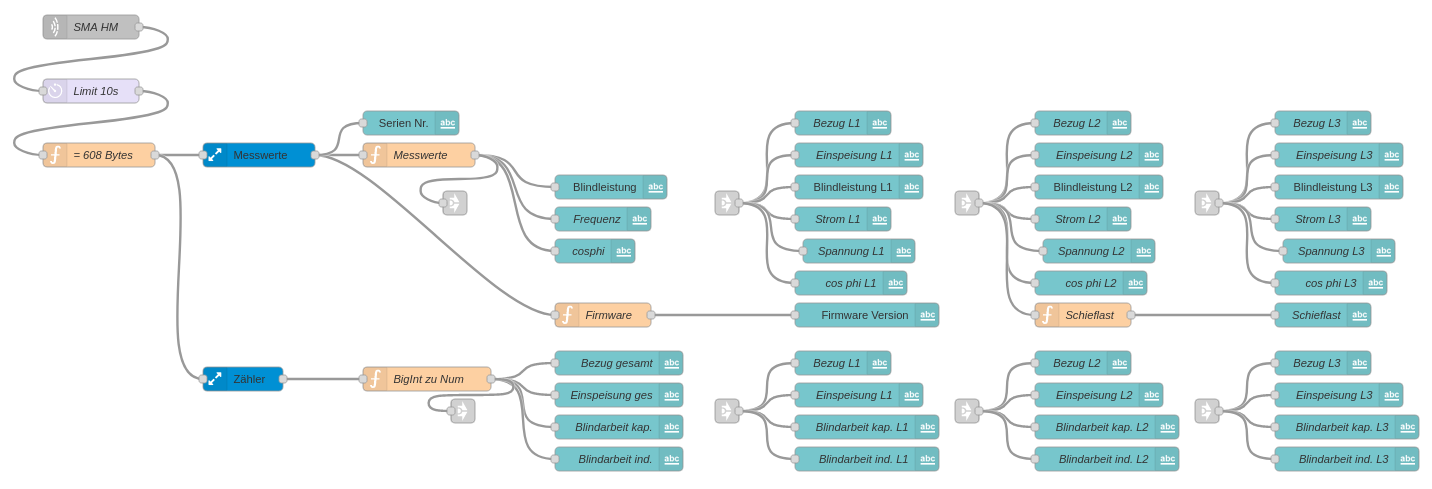 SMA HM
Limit 10s
Serien Nr. abc
Bezug L1 abc
Bezug L2 abc
Bezug L3 abc
= 608 Bytes
Messwerte
Messwerte
Einspeisung L1 abc
Einspeisung L2 abc
Einspeisung L3 abc
Blindleistung abc
Blindleistung L1 abc
Blindleistung L2 abc
Blindleistung L3 abc
Frequenz abc
Strom L1 abc
Strom L2 abc
Strom L3 abc
cosphi abc
Spannung L1 abc
Spannung L2 abc
Spannung L3 abc
cos phi L1 abc
cos phi L2 abc
cos phi L3 abc
Firmware
Firmware Version abc
Schieflast
Schieflast abc
Bezug gesamt abc
Bezug L1 abc
Bezug L2 abc
Bezug L3 abc
Zähler
BigInt zu Num
Einspeisung ges abc
Einspeisung L1 abc
Einspeisung L2 abc
Einspeisung L3 abc
Blindarbeit kap. abc
Blindarbeit kap. L1 abc
Blindarbeit kap. L2 abc
Blindarbeit kap. L3 abc
Blindarbeit ind. abc
Blindarbeit ind. L1 abc
Blindarbeit ind. L2 abc
Blindarbeit ind. L3 abc